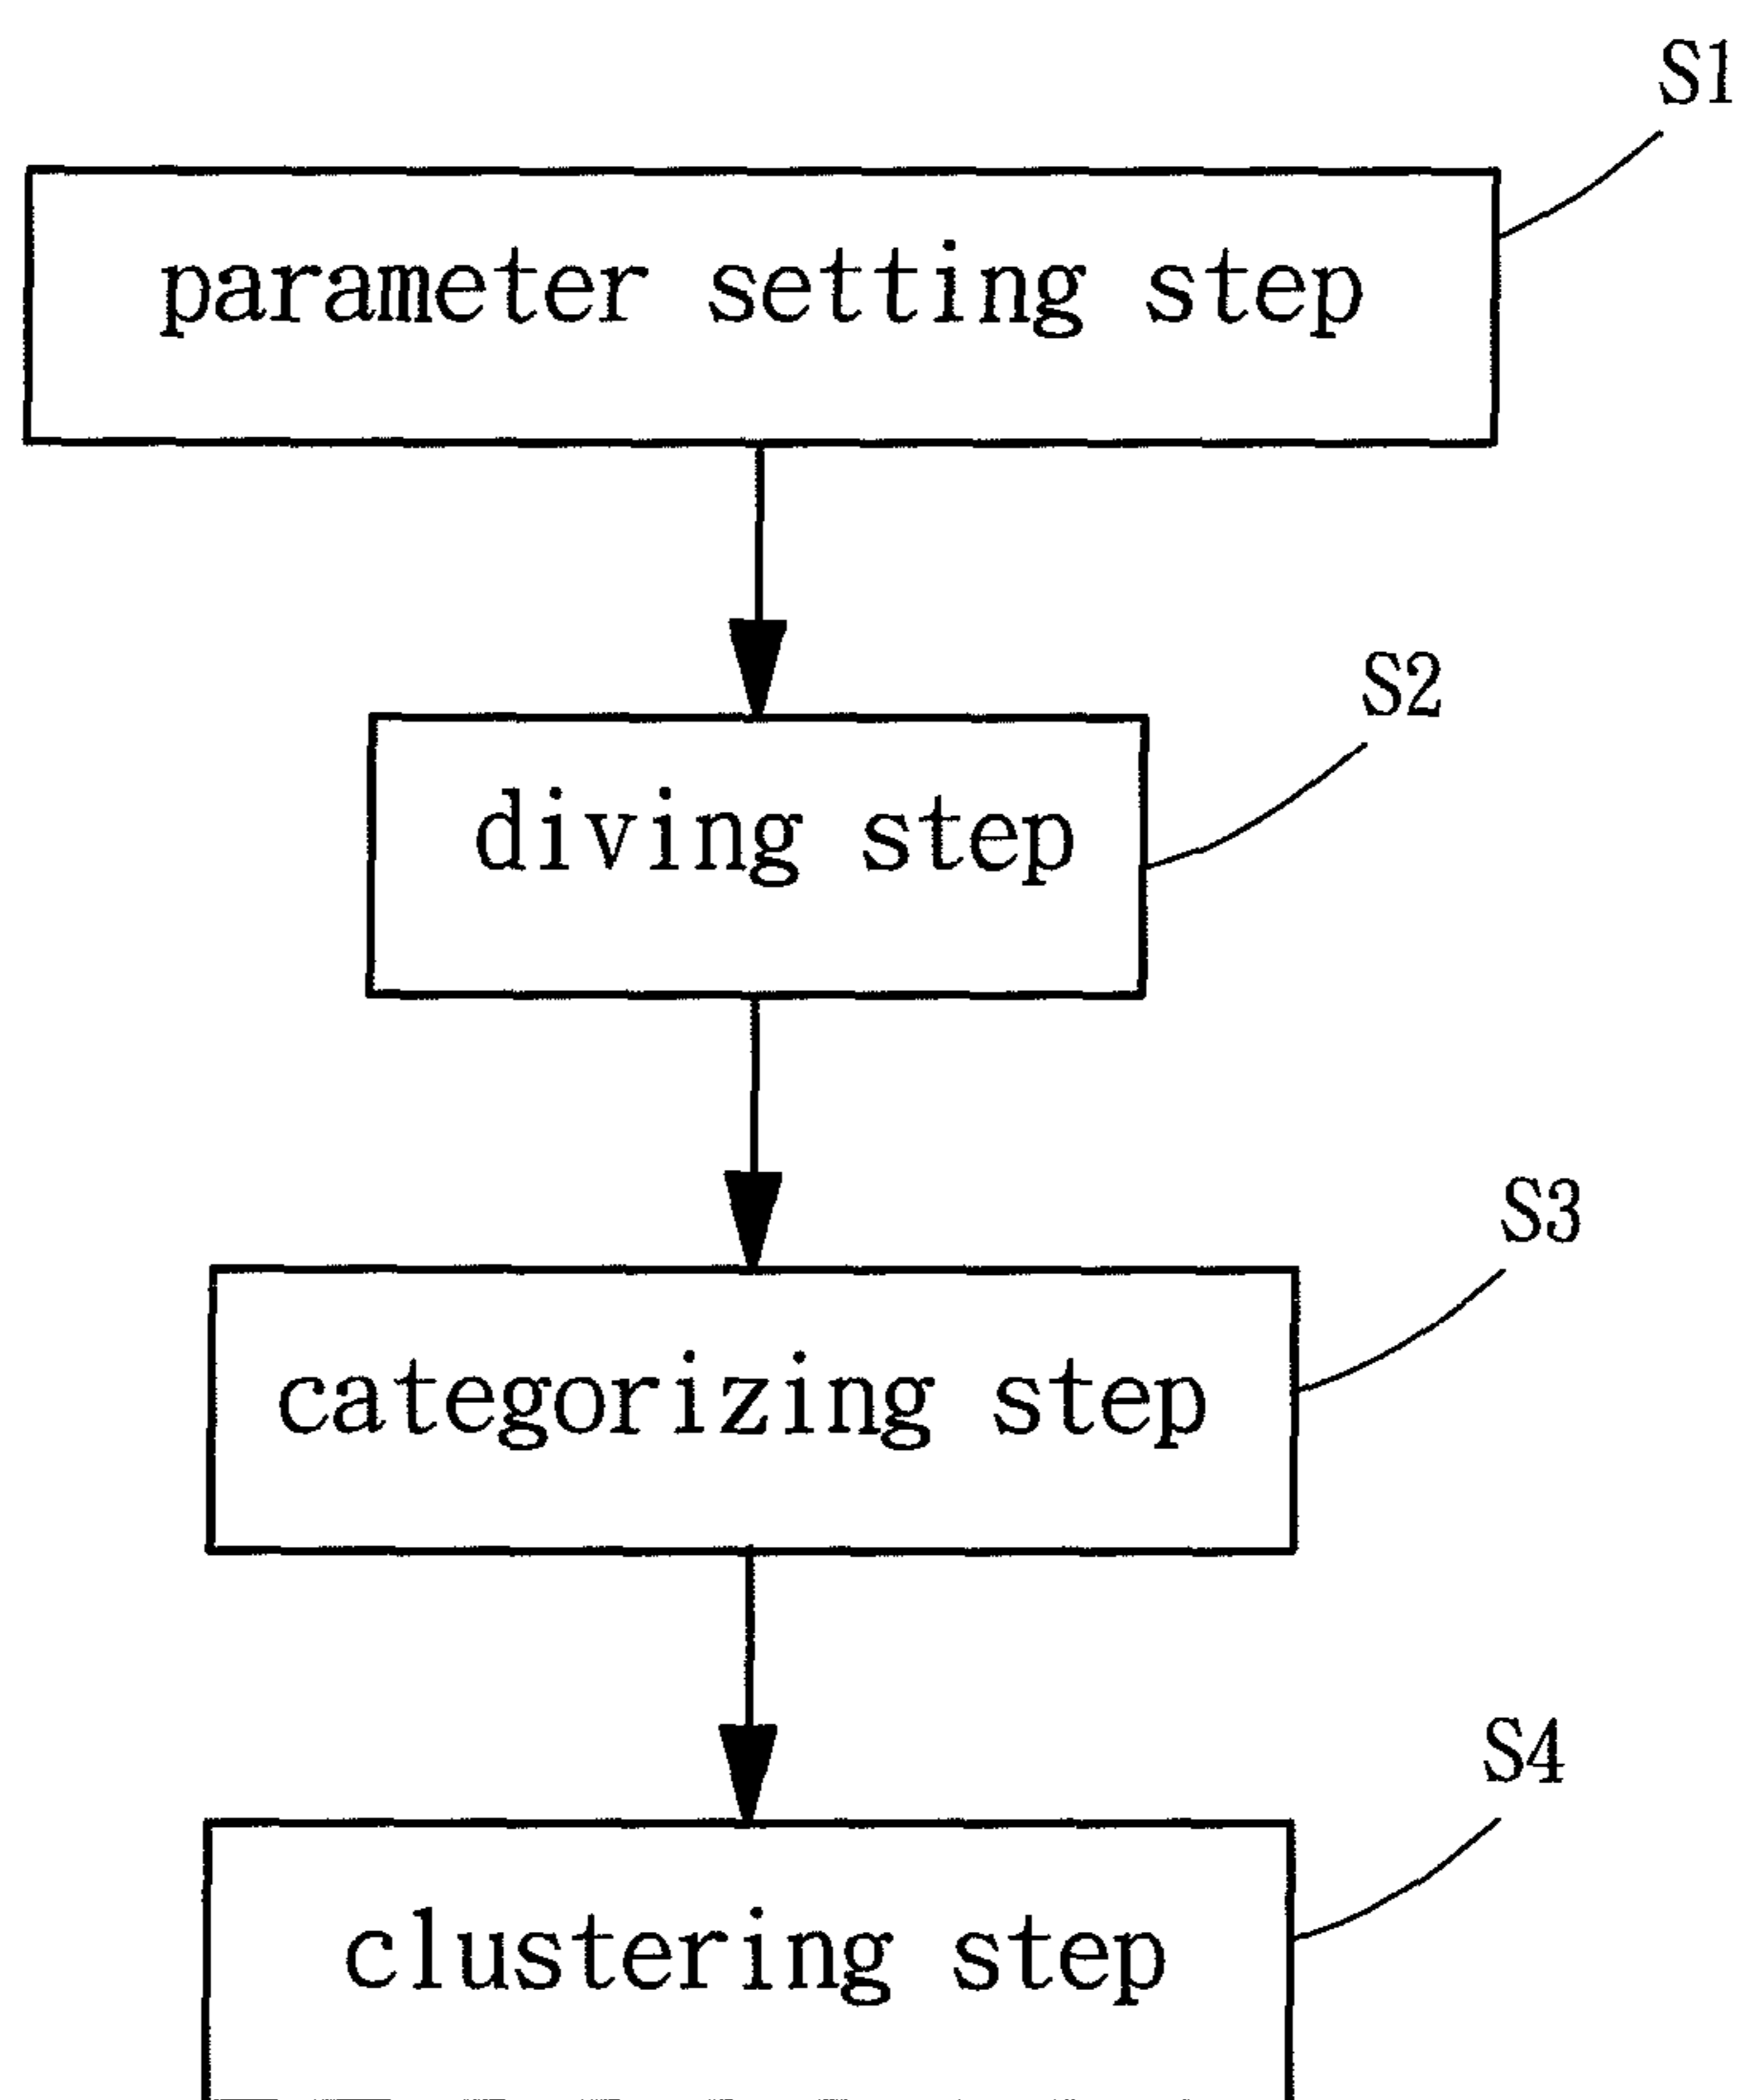 S1
parameter setting step
S2
diving step
S3
categorizing step
S4
clustering step